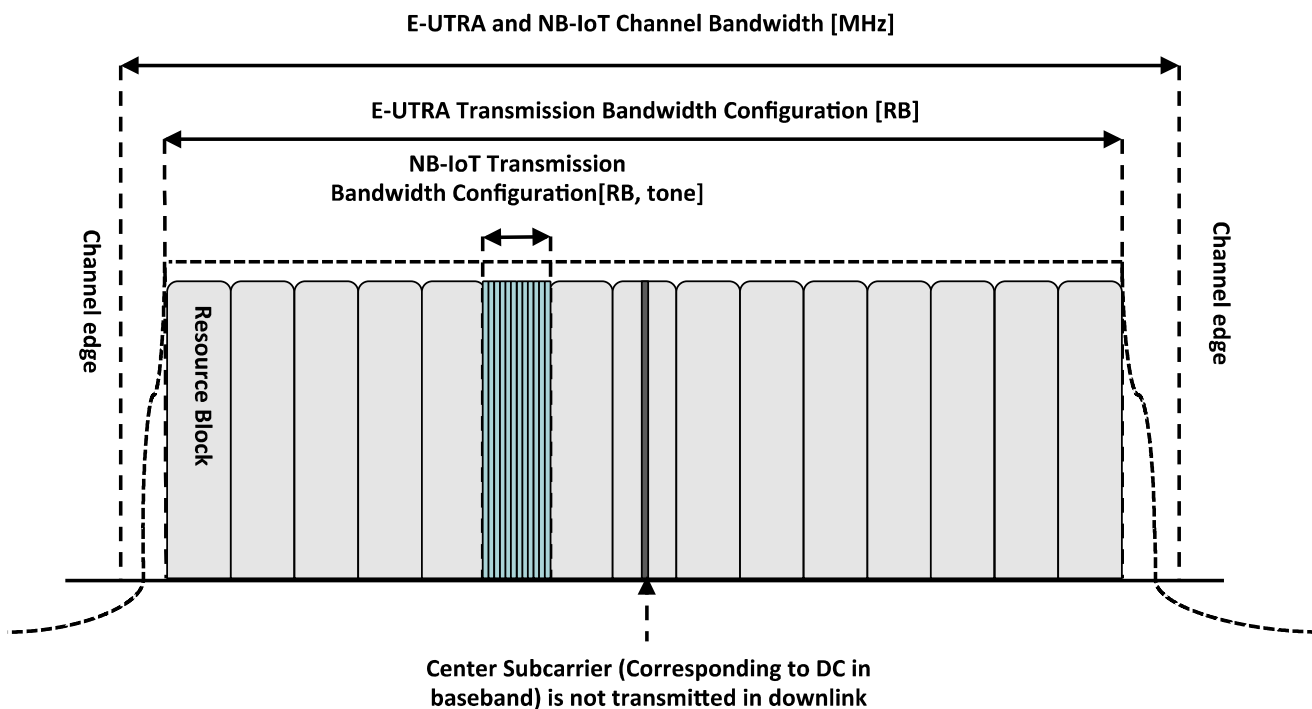 E-UTRA and NB-IoT Channel Bandwidth [MHz]
E-UTRA Transmission Bandwidth Configuration [RB]
NB-IoT Transmission
Bandwidth Configuration[RB, tone]
Channel edge
Channel edge
Resource Block
Center Subcarrier (Corresponding to DC in
baseband) is not transmitted in downlink